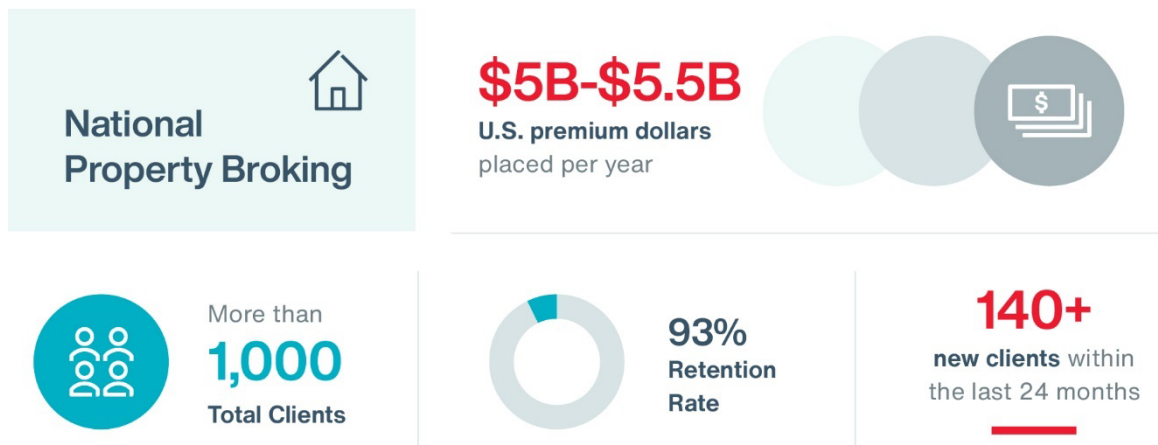 National
Property Broking
$5B-$5.5B
U.S. premium dollars
placed per year
$
More than
1,000
Total Clients
93%
Retention
Rate
140+
new clients within
the last 24 months